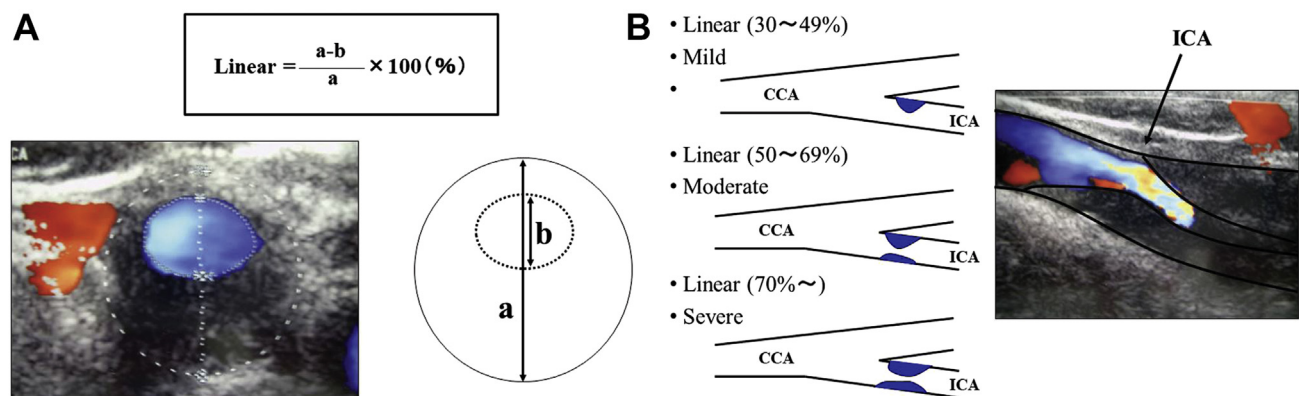 A
Linear = a-b / a × 100(%)
CA
b
a
B
• Linear (30～49%)
• Mild
•
CCA
ICA
• Linear (50～69%)
• Moderate
CCA
ICA
• Linear (70%～)
• Severe
CCA
ICA
ICA